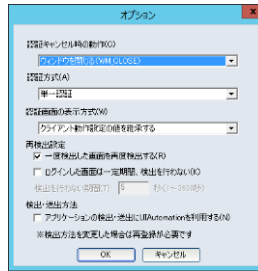 オプション
認証キャンセル時の動作(C)
ウィンドウを閉じる(WM_CLOSE)
認証方式(A)
単一認証
認証画面の表示方式(W)
クライアント動作設定の値を継承する
再検出設定
一度検出した画面を再度検出する(R)
ログインした画面は一定期間、検出を行わない(K)
検出を行わない期間(T) 5 秒(1～3600秒)
検出・送出方法
アプリケーションの検出・送出にUIAutomationを利用する(N)
※検出方法を変更した場合は再登録が必要です
OK キャンセル